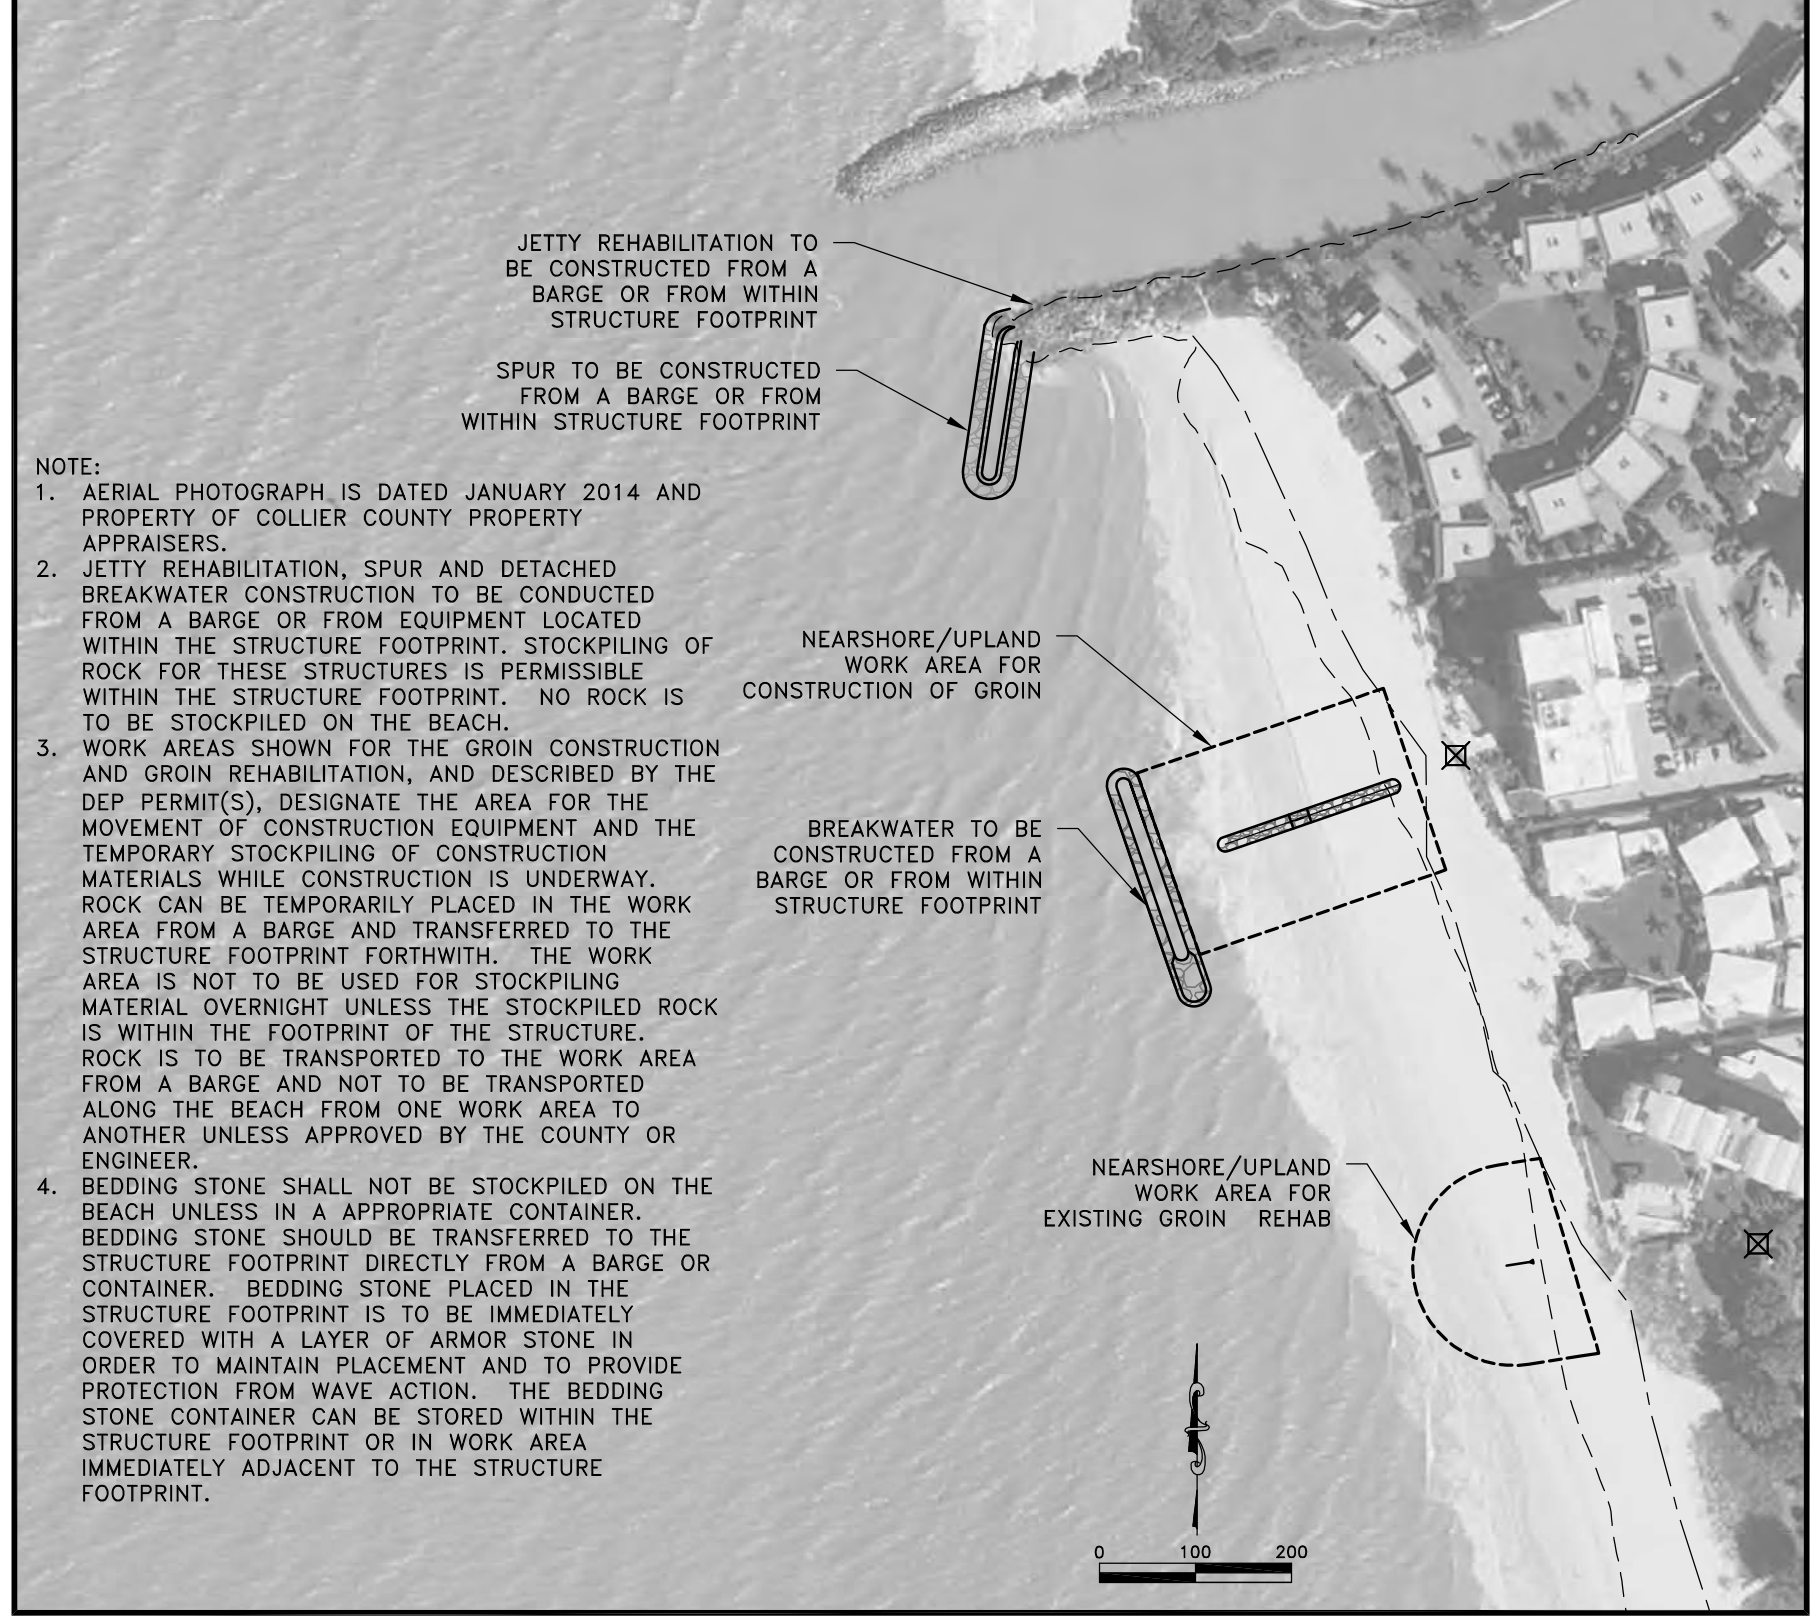 JETTY REHABILITATION TO
BE CONSTRUCTED FROM A
BARGE OR FROM WITHIN
STRUCTURE FOOTPRINT
SPUR TO BE CONSTRUCTED
FROM A BARGE OR FROM
WITHIN STRUCTURE FOOTPRINT
NOTE:
1. AERIAL PHOTOGRAPH IS DATED JANUARY 2014 AND
PROPERTY OF COLLIER COUNTY PROPERTY
APPRAISERS.
2. JETTY REHABILITATION, SPUR AND DETACHED
BREAKWATER CONSTRUCTION TO BE CONDUCTED
FROM A BARGE OR FROM EQUIPMENT LOCATED
WITHIN THE STRUCTURE FOOTPRINT. STOCKPILING OF
ROCK FOR THESE STRUCTURES IS PERMISSIBLE
WITHIN THE STRUCTURE FOOTPRINT. NO ROCK IS
TO BE STOCKPILED ON THE BEACH.
3. WORK AREAS SHOWN FOR THE GROIN CONSTRUCTION
AND GROIN REHABILITATION, AND DESCRIBED BY THE
DEP PERMIT(S), DESIGNATE THE AREA FOR THE
MOVEMENT OF CONSTRUCTION EQUIPMENT AND THE
TEMPORARY STOCKPILING OF CONSTRUCTION
MATERIALS WHILE CONSTRUCTION IS UNDERWAY.
ROCK CAN BE TEMPORARILY PLACED IN THE WORK
AREA FROM A BARGE AND TRANSFERRED TO THE
STRUCTURE FOOTPRINT FORTHWITH. THE WORK
AREA IS NOT TO BE USED FOR STOCKPILING
MATERIAL OVERNIGHT UNLESS THE STOCKPILED ROCK
IS WITHIN THE FOOTPRINT OF THE STRUCTURE.
ROCK IS TO BE TRANSPORTED TO THE WORK AREA
FROM A BARGE AND NOT TO BE TRANSPORTED
ALONG THE BEACH FROM ONE WORK AREA TO
ANOTHER UNLESS APPROVED BY THE COUNTY OR
ENGINEER.
4. BEDDING STONE SHALL NOT BE STOCKPILED ON THE
BEACH UNLESS IN A APPROPRIATE CONTAINER.
BEDDING STONE SHOULD BE TRANSFERRED TO THE
STRUCTURE FOOTPRINT DIRECTLY FROM A BARGE OR
CONTAINER. BEDDING STONE PLACED IN THE
STRUCTURE FOOTPRINT IS TO BE IMMEDIATELY
COVERED WITH A LAYER OF ARMOR STONE IN
ORDER TO MAINTAIN PLACEMENT AND TO PROVIDE
PROTECTION FROM WAVE ACTION. THE BEDDING
STONE CONTAINER CAN BE STORED WITHIN THE
STRUCTURE FOOTPRINT OR IN WORK AREA
IMMEDIATELY ADJACENT TO THE STRUCTURE
FOOTPRINT.
NEARSHORE/UPLAND
WORK AREA FOR
CONSTRUCTION OF GROIN
BREAKWATER TO BE
CONSTRUCTED FROM A
BARGE OR FROM WITHIN
STRUCTURE FOOTPRINT
NEARSHORE/UPLAND
WORK AREA FOR
EXISTING GROIN REHAB
0 100 200